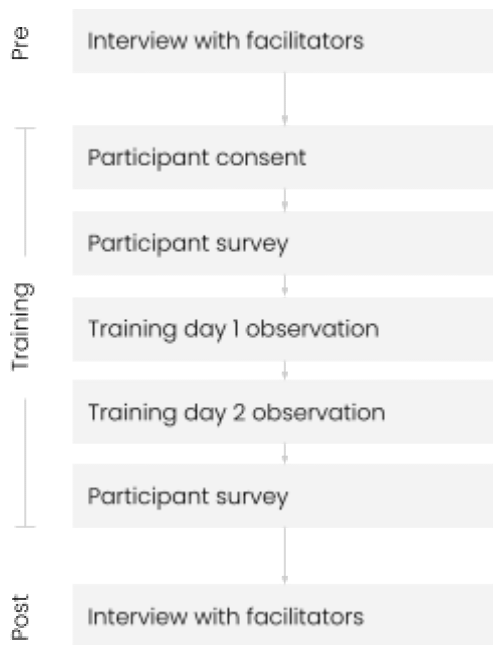 Pre
Interview with facilitators
Training
Participant consent
Participant survey
Training day 1 observation
Training day 2 observation
Participant survey
Post
Interview with facilitators